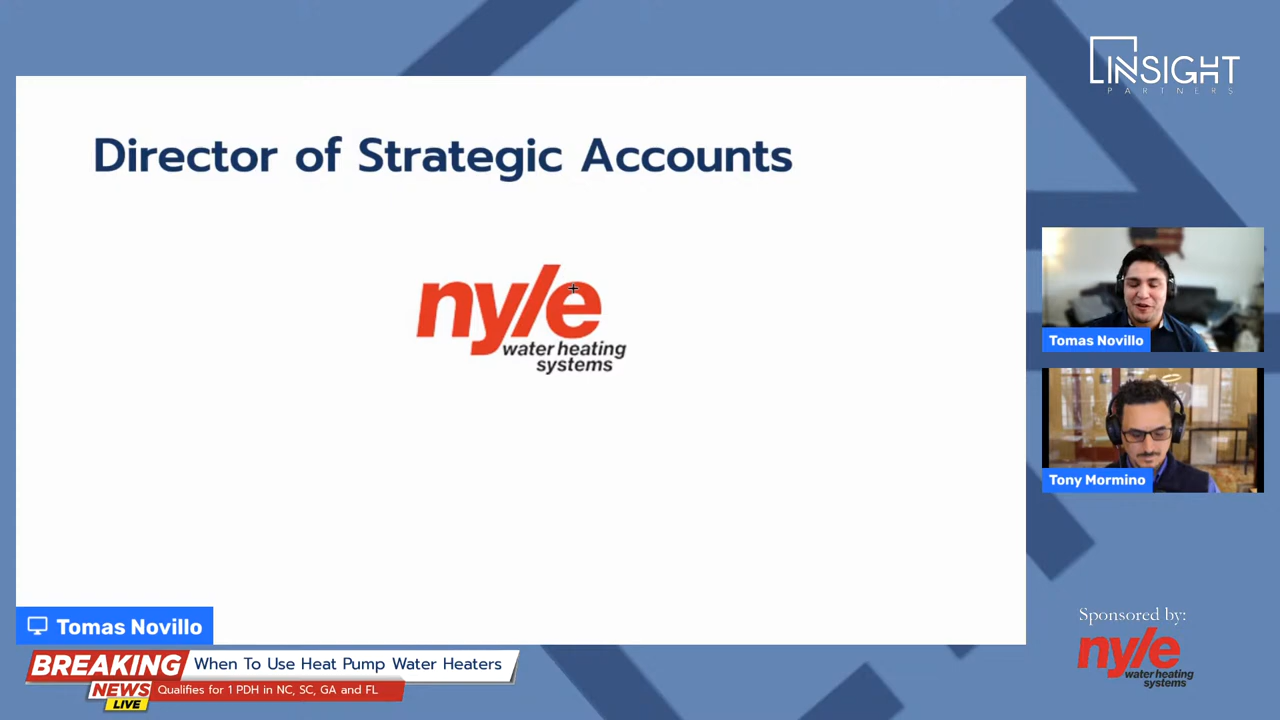 INSIGHT
PARTNERS
Director of Strategic Accounts
nyle
water heating
systems
Tomas Novillo
Tony Mormino
Sponsored by:
nyle
water heating
systems
Tomas Novillo
BREAKING
NEWS
LIVE
When To Use Heat Pump Water Heaters
Qualifies for 1 PDH in NC, SC, GA and FL